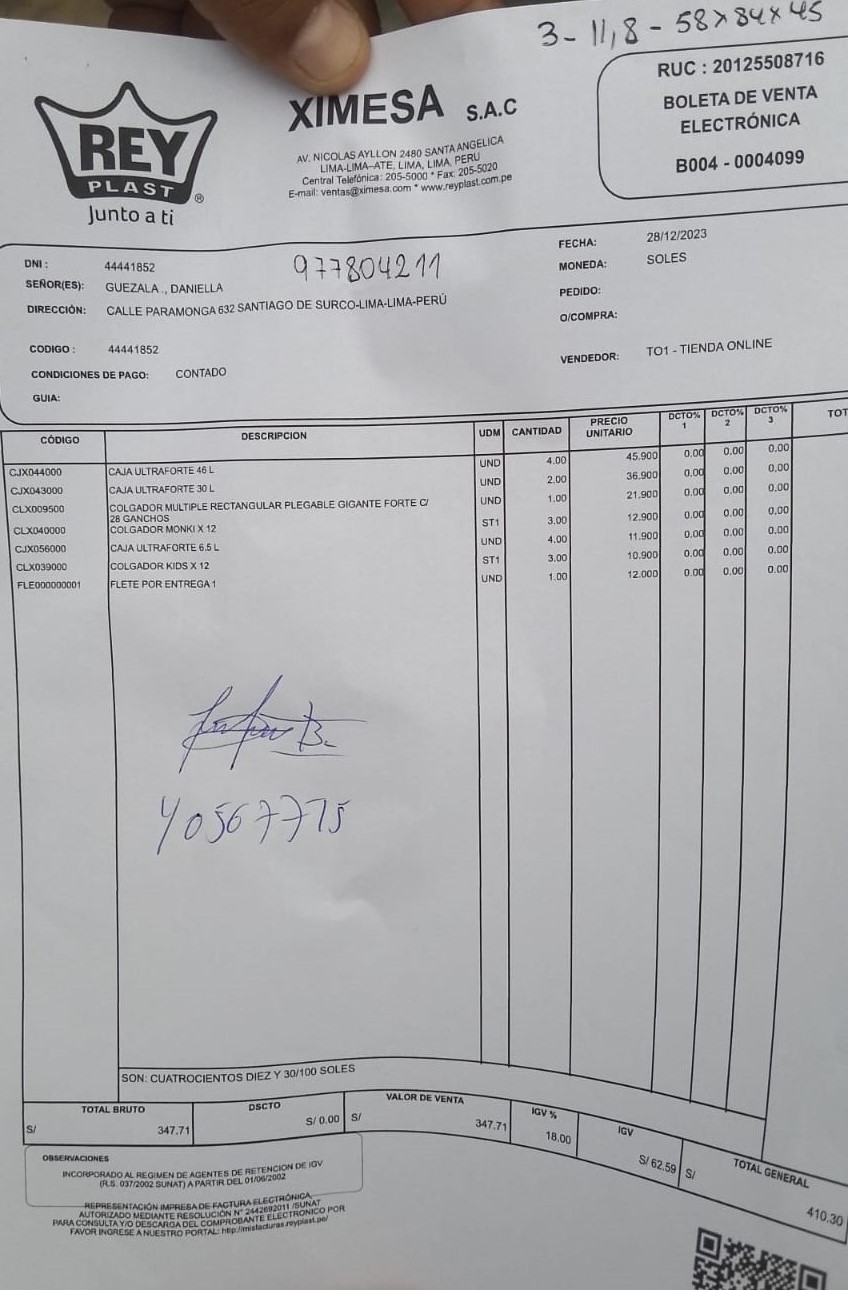 3- 11,8 - 58x84x45
REY
PLAST ®
Junto a ti
XIMESA S.A.C
AV. NICOLAS AYLLON 2480 SANTA ANGELICA
LIMA-LIMA-ATE, LIMA, LIMA, PERU
Central Telefónica: 205-5000 * Fax: 205-5020
E-mail: ventas@ximesa.com * www.reyplast.com.pe
RUC : 20125508716
BOLETA DE VENTA
ELECTRÓNICA
B004 - 0004099
DNI : 44441852
977804211
SEÑOR(ES): GUEZALA ., DANIELLA
DIRECCIÓN: CALLE PARAMONGA 632 SANTIAGO DE SURCO-LIMA-LIMA-PERÚ
CODIGO : 44441852
CONDICIONES DE PAGO: CONTADO
GUIA:
FECHA: 28/12/2023
MONEDA: SOLES
PEDIDO:
O/COMPRA:
VENDEDOR: TO1 - TIENDA ONLINE
CÓDIGO DESCRIPCION UDM CANTIDAD PRECIO UNITARIO DCTO% 1 DCTO% 2 DCTO% 3 TOT
CJX044000 CAJA ULTRAFORTE 46 L UND 4.00 45.900 0.00 0.00 0.00
CJX043000 CAJA ULTRAFORTE 30 L UND 2.00 36.900 0.00 0.00 0.00
CLX009500 COLGADOR MULTIPLE RECTANGULAR PLEGABLE GIGANTE FORTE C/ UND 1.00 21.900 0.00 0.00 0.00
28 GANCHOS
CLX040000 COLGADOR MONKI X 12 ST1 3.00 12.900 0.00 0.00 0.00
CJX056000 CAJA ULTRAFORTE 6.5 L UND 4.00 11.900 0.00 0.00 0.00
CLX039000 COLGADOR KIDS X 12 ST1 3.00 10.900 0.00 0.00 0.00
FLE000000001 FLETE POR ENTREGA 1 UND 1.00 12.000 0.00 0.00 0.00
40567775
SON: CUATROCIENTOS DIEZ Y 30/100 SOLES
TOTAL BRUTO DSCTO VALOR DE VENTA IGV % IGV TOTAL GENERAL
S/ 347.71 S/ 0.00 S/ 347.71 18.00 S/ 62.59 S/ 410.30
OBSERVACIONES
INCORPORADO AL REGIMEN DE AGENTES DE RETENCION DE IGV
(R.S. 037/2002 SUNAT) A PARTIR DEL 01/06/2002
REPRESENTACIÓN IMPRESA DE FACTURA ELECTRÓNICA,
AUTORIZADO MEDIANTE RESOLUCIÓN N° 2442692011 /SUNAT
PARA CONSULTA Y/O DESCARGA DEL COMPROBANTE ELECTRONICO POR
FAVOR INGRESE A NUESTRO PORTAL: http://misfacturas.reyplast.pe/